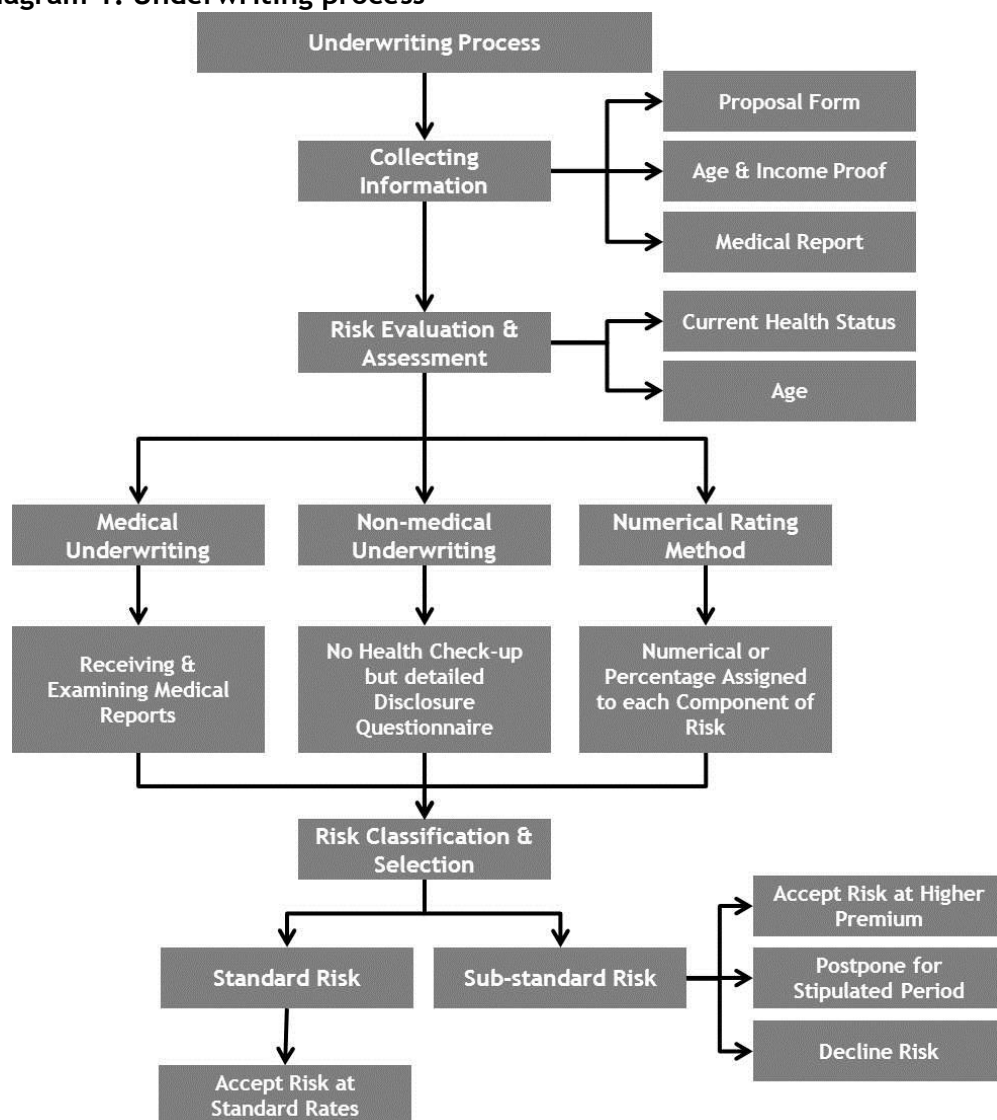 Diagram 1: Underwriting process
Underwriting Process
Collecting
Information
Proposal Form
Age & Income Proof
Medical Report
Risk Evaluation &
Assessment
Current Health Status
Age
Medical
Underwriting
Non-medical
Underwriting
Numerical Rating
Method
Receiving &
Examining Medical
Reports
No Health Check-up
but detailed
Disclosure
Questionnaire
Numerical or
Percentage Assigned
to each Component of
Risk
Risk Classification &
Selection
Standard Risk
Sub-standard Risk
Accept Risk at Higher
Premium
Postpone for
Stipulated Period
Decline Risk
Accept Risk at
Standard Rates